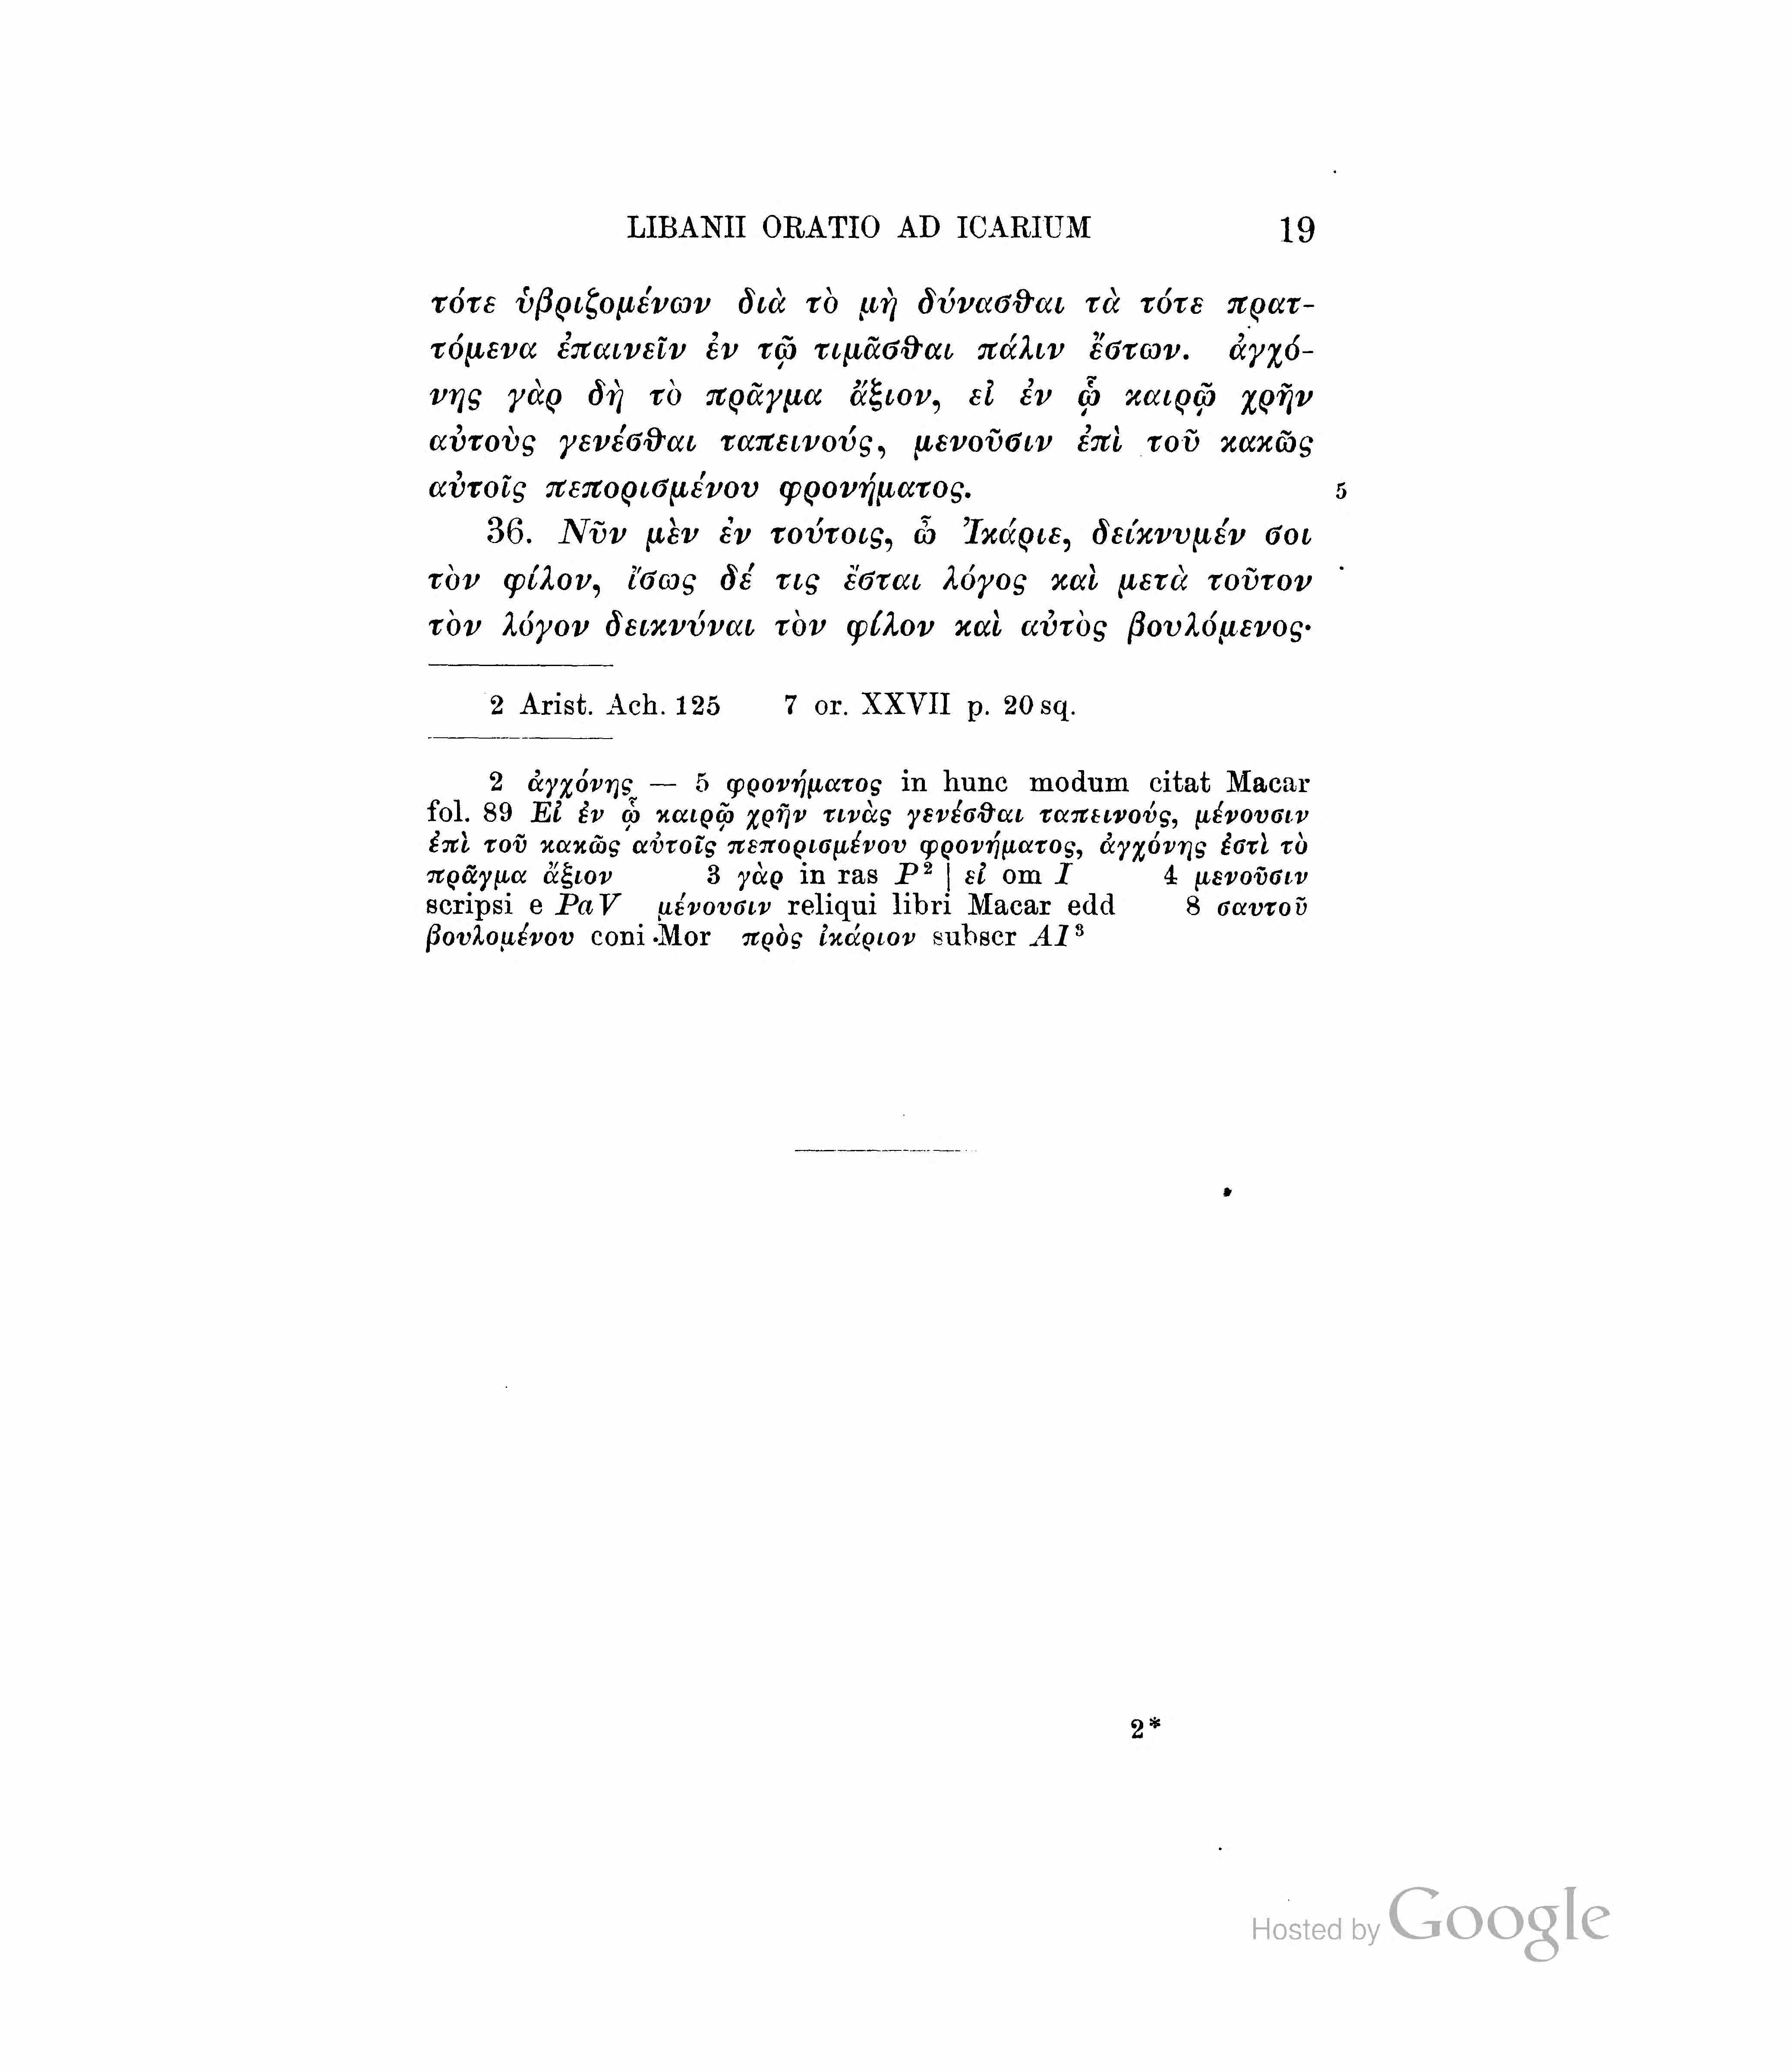 LIBANII ORATIO AD ICARIUM 19
τότε ὑβριζομένων διὰ τὸ μὴ δύνασθαι τὰ τότε πρατ-
τόμενα ἐπαινεῖν ἐν τῷ τιμᾶσθαι πάλιν ἔστων. ἀγχό-
νης γὰρ δὴ τὸ πρᾶγμα ἄξιον, εἰ ἐν ᾧ καιρῷ χρῆν
αὐτοὺς γενέσθαι ταπεινούς, μενοῦσιν ἐπὶ τοῦ κακῶς
αὐτοῖς πεπορισμένου φρονήματος. 5
36. Νῦν μὲν ἐν τούτοις, ὦ Ἰκάριε, δείκνυμέν σοι
τὸν φίλον, ἴσως δέ τις ἔσται λόγος καὶ μετὰ τοῦτον
τὸν λόγον δεικνύναι τὸν φίλον καὶ αὐτὸς βουλόμενος·
2 Arist. Ach. 125 7 or. XXVII p. 20 sq.
2 ἀγχόνης — 5 φρονήματος in hunc modum citat Macar
fol. 89 Εἰ ἐν ᾧ καιρῷ χρῆν τινὰς γενέσθαι ταπεινούς, μένουσιν
ἐπὶ τοῦ κακῶς αὐτοῖς πεπορισμένου φρονήματος, ἀγχόνης ἐστὶ τὸ
πρᾶγμα ἄξιον 3 γὰρ in ras P² | εἰ om I 4 μενοῦσιν
scripsi e PaV μένουσιν reliqui libri Macar edd 8 σαυτοῦ
βουλομένου coni Mor πρὸς ἰκάριον subscr AI³
2*
Hosted by Google